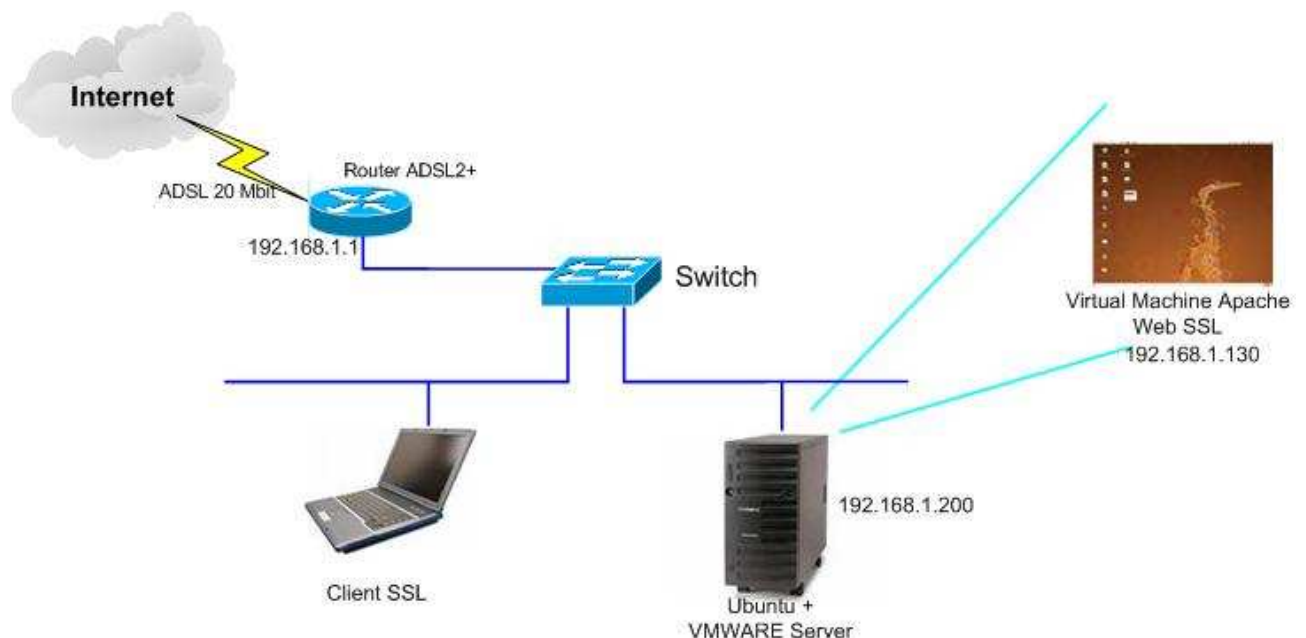 Internet
Router ADSL2+
ADSL 20 Mbit
192.168.1.1
Switch
Virtual Machine Apache
Web SSL
192.168.1.130
192.168.1.200
Client SSL
Ubuntu +
VMWARE Server